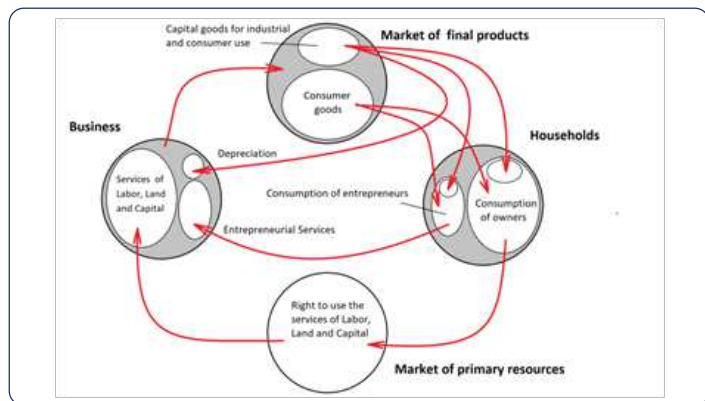 Capital goods for industrial
and consumer use
Market of final products
Consumer
goods
Business
Households
Depreciation
Services of
Labor, Land
and Capital
Consumption of entrepreneurs
Consumption
of owners
Entrepreneurial Services
Right to use the
services of Labor,
Land and Capital
Market of primary resources